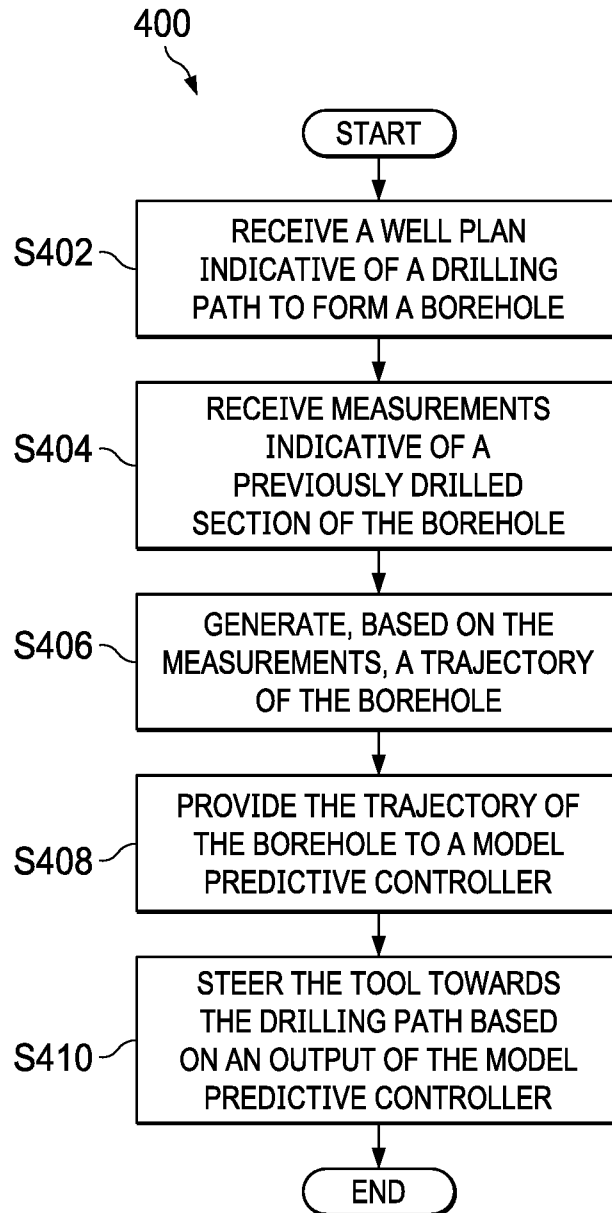 400
START
S402
RECEIVE A WELL PLAN
INDICATIVE OF A DRILLING
PATH TO FORM A BOREHOLE
S404
RECEIVE MEASUREMENTS
INDICATIVE OF A
PREVIOUSLY DRILLED
SECTION OF THE BOREHOLE
S406
GENERATE, BASED ON THE
MEASUREMENTS, A TRAJECTORY
OF THE BOREHOLE
S408
PROVIDE THE TRAJECTORY OF
THE BOREHOLE TO A MODEL
PREDICTIVE CONTROLLER
S410
STEER THE TOOL TOWARDS
THE DRILLING PATH BASED
ON AN OUTPUT OF THE MODEL
PREDICTIVE CONTROLLER
END